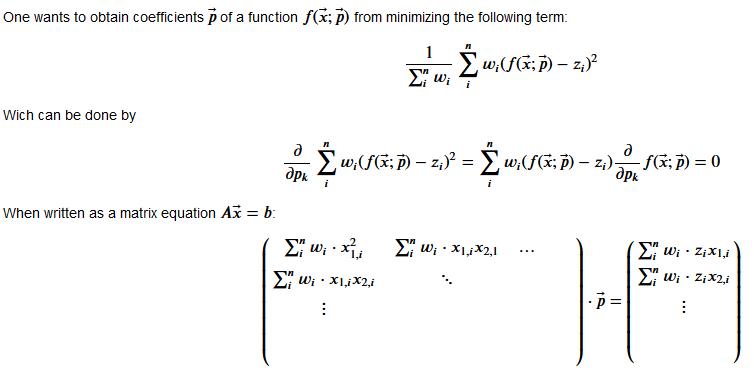 One wants to obtain coefficients $\vec{p}$ of a function $f(\vec{x}; \vec{p})$ from minimizing the following term:
$\frac{1}{\sum_i^n w_i} \sum_i^n w_i (f(\vec{x}; \vec{p}) - z_i)^2$
Wich can be done by
$\frac{\partial}{\partial p_k} \sum_i^n w_i (f(\vec{x}; \vec{p}) - z_i)^2 = \sum_i^n w_i (f(\vec{x}; \vec{p}) - z_i) \frac{\partial}{\partial p_k} f(\vec{x}; \vec{p}) = 0$
When written as a matrix equation $A\vec{x} = b$:
$\begin{pmatrix} \sum_i^n w_i \cdot x_{1,i}^2 & \sum_i^n w_i \cdot x_{1,i} x_{2,1} & \cdots \\ \sum_i^n w_i \cdot x_{1,i} x_{2,i} & \ddots & \\ \vdots & & \end{pmatrix} \cdot \vec{p} = \begin{pmatrix} \sum_i^n w_i \cdot z_i x_{1,i} \\ \sum_i^n w_i \cdot z_i x_{2,i} \\ \vdots \end{pmatrix}$